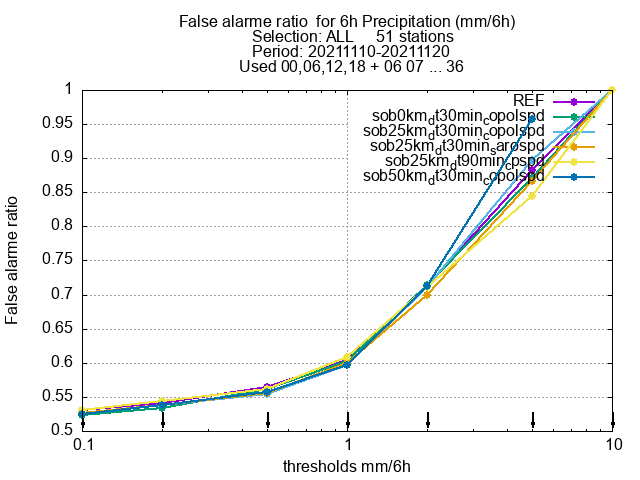 False alarme ratio  for 6h Precipitation (mm/6h)
Selection: ALL     51 stations
Period: 20211110-20211120
Used 00,06,12,18 + 06 07 ... 36
REF
sob0km_dt30min_copolspd
sob25km_dt30min_copolspd
sob25km_dt30min_sarospd
sob25km_dt90min_cpspd
sob50km_dt30min_copolspd
False alarme ratio
1
0.95
0.9
0.85
0.8
0.75
0.7
0.65
0.6
0.55
0.5
0.1
1
10
thresholds mm/6h